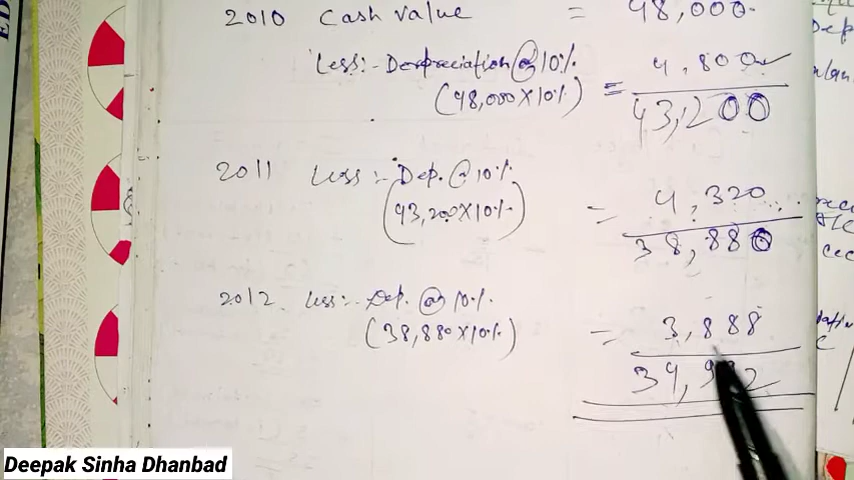 2010 Cash value = 48,000.
Less:- Depreciation @ 10%
(48,000×10%) = 4,800
43,200
2011 Less:- Dep. @ 10%
(43,200×10%) = 4,320
38,880
2012 Less:- Dep. @ 10%
(38,880×10%) = 3,888
34,992
Deepak Sinha Dhanbad